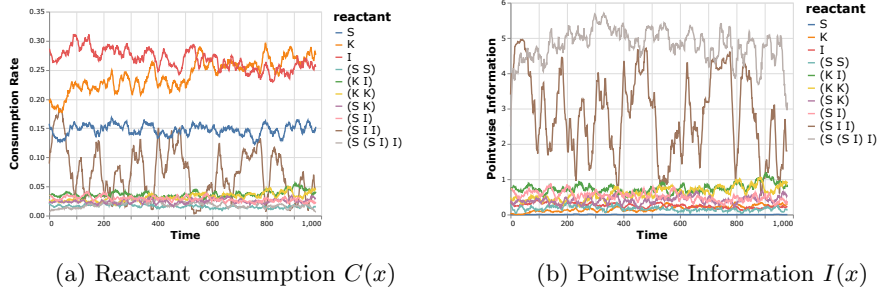 reactant
S
K
I
(S S)
(K I)
(K K)
(S K)
(S I)
(S I I)
(S (S I) I)
0.35
0.30
0.25
0.20
0.15
0.10
0.05
0.00
Consumption Rate
0 200 400 600 800 1,000
Time
(a) Reactant consumption C(x)
reactant
S
K
I
(S S)
(K I)
(K K)
(S K)
(S I)
(S I I)
(S (S I) I)
6
5
4
3
2
1
0
Pointwise Information
0 200 400 600 800 1,000
Time
(b) Pointwise Information I(x)